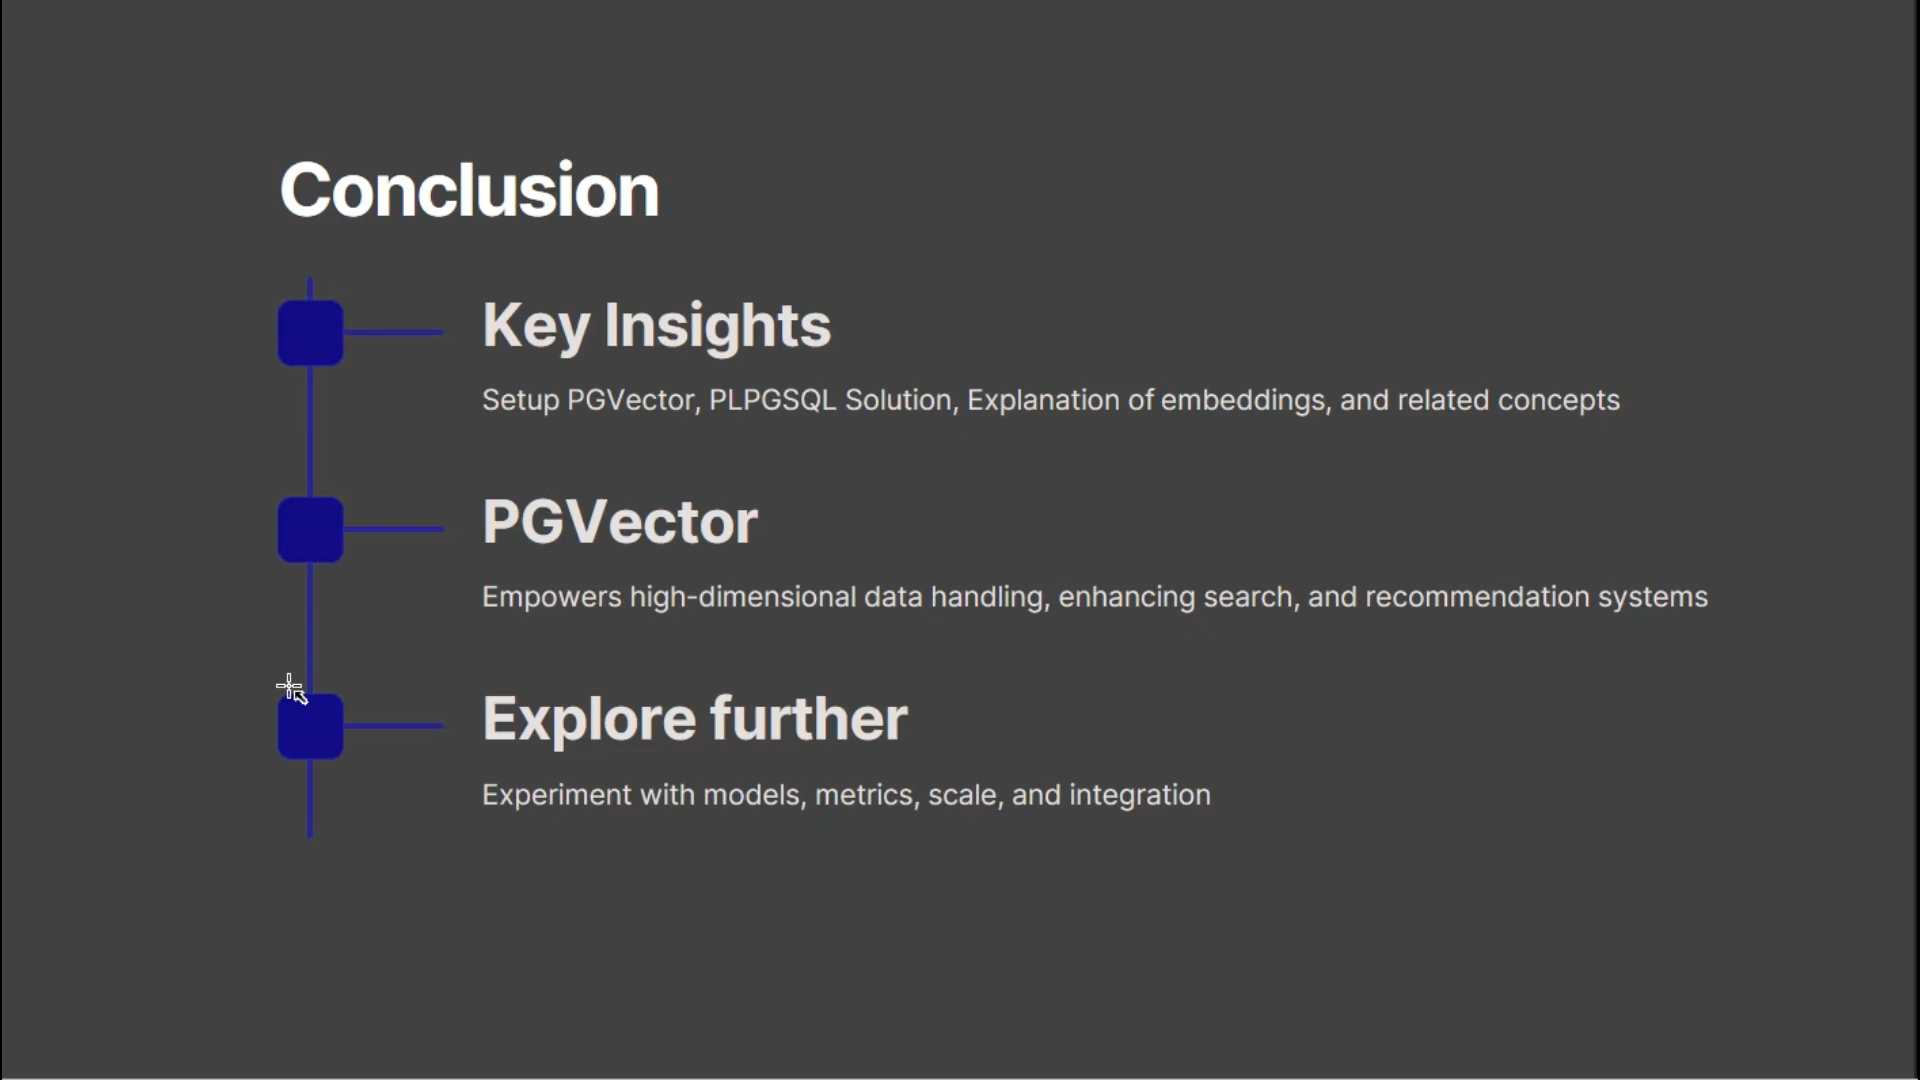 Conclusion
Key Insights
Setup PGVector, PLPGSQL Solution, Explanation of embeddings, and related concepts
PGVector
Empowers high-dimensional data handling, enhancing search, and recommendation systems
Explore further
Experiment with models, metrics, scale, and integration